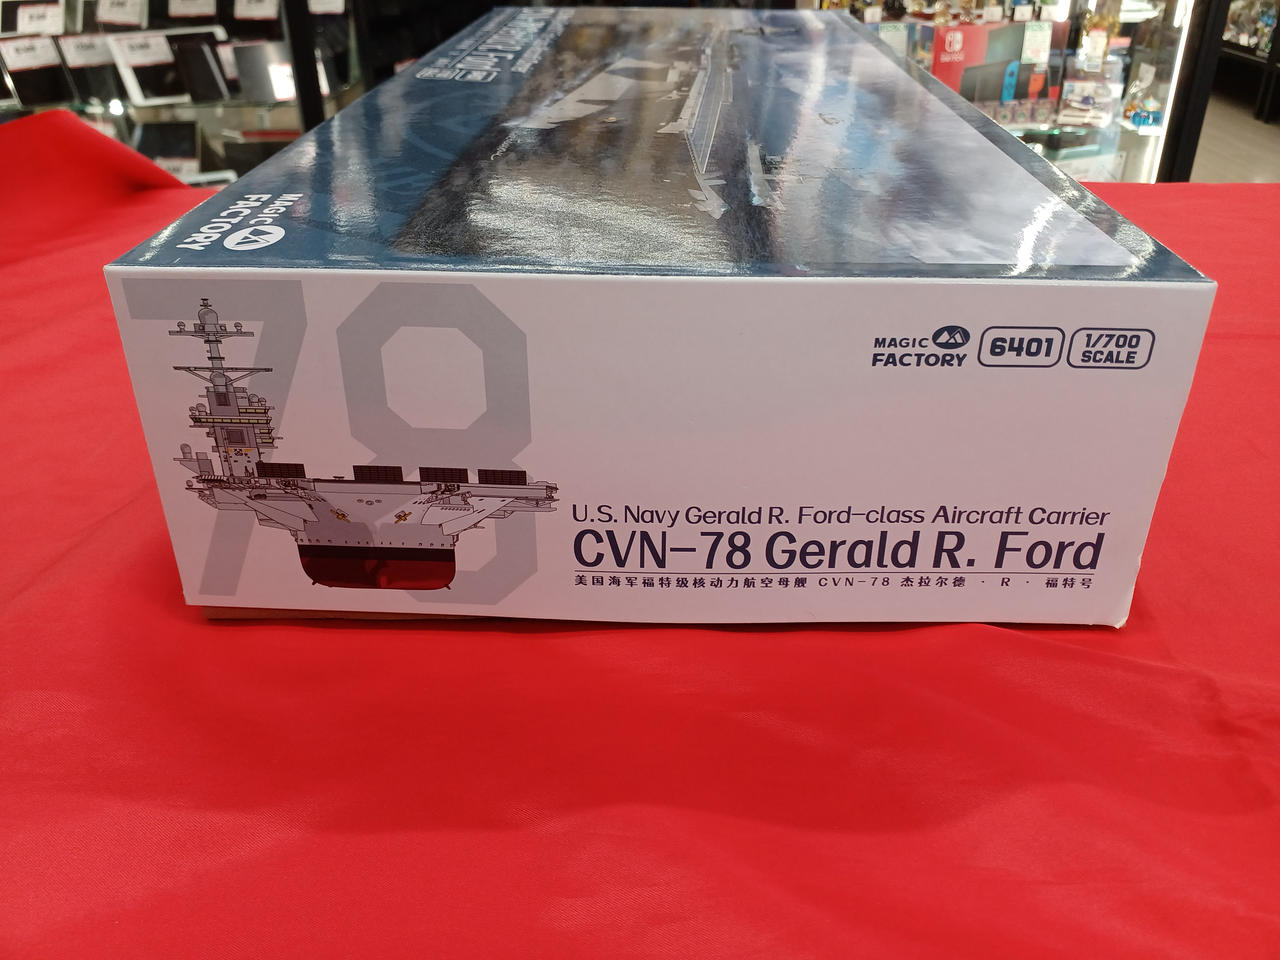 MAGIC
FACTORY
78
MAGIC
FACTORY
6401
1/700
SCALE
U.S. Navy Gerald R. Ford-class Aircraft Carrier
CVN-78 Gerald R. Ford
美国海军福特级核动力航空母舰 CVN-78 杰拉尔德·R·福特号